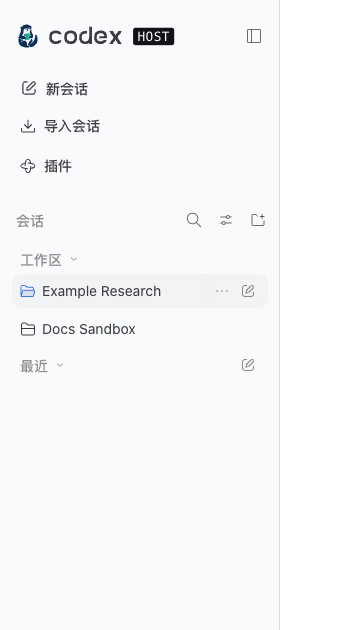 codex HOST
新会话
导入会话
插件
会话
工作区
Example Research
Docs Sandbox
最近